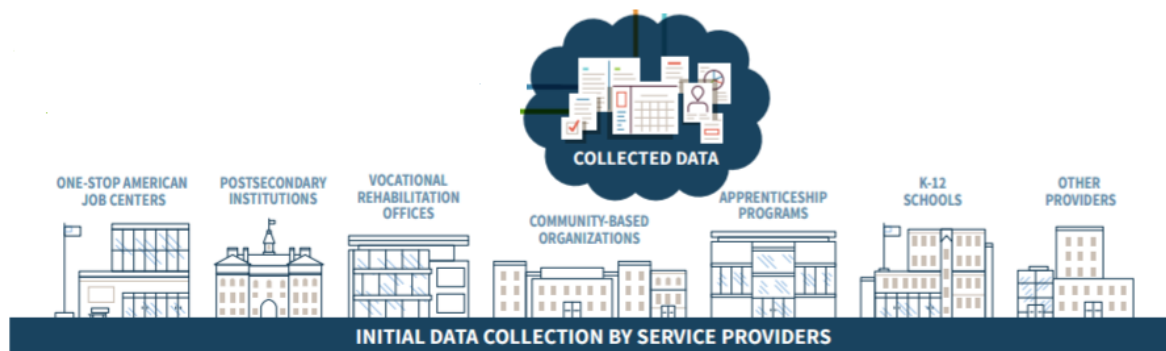 COLLECTED DATA
ONE-STOP AMERICAN
JOB CENTERS
POSTSECONDARY
INSTITUTIONS
VOCATIONAL
REHABILITATION
OFFICES
COMMUNITY-BASED
ORGANIZATIONS
APPRENTICESHIP
PROGRAMS
K-12
SCHOOLS
OTHER
PROVIDERS
INITIAL DATA COLLECTION BY SERVICE PROVIDERS